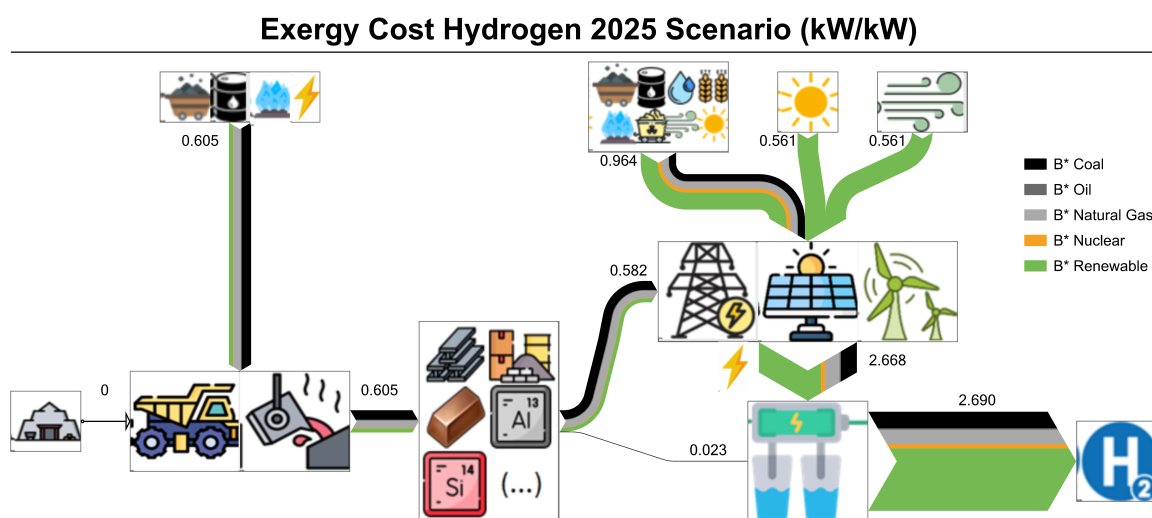 Exergy Cost Hydrogen 2025 Scenario (kW/kW)
0.605
0.964
0.561
0.561
B* Coal
B* Oil
B* Natural Gas
B* Nuclear
B* Renewable
0.582
2.668
0
0.605
13
Al
14
Si
(...)
0.023
2.690
H2